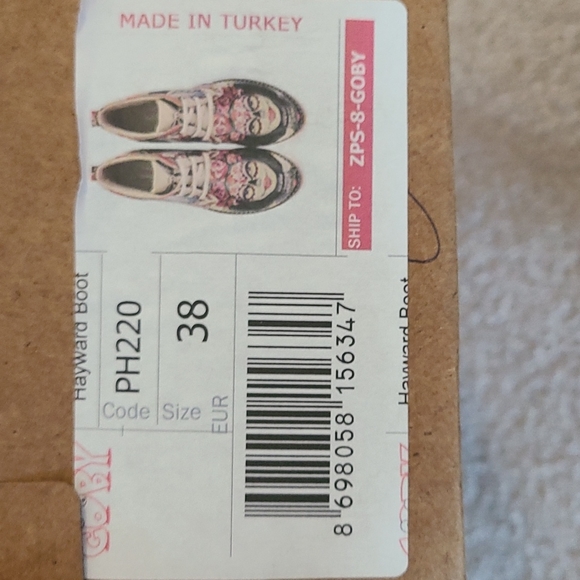 MADE IN TURKEY
SHIP TO: ZPS-8-GOBY
Hayward Boot
Code PH220
Size 38
EUR
8 698058 156347
Hayward Boot
GOBY